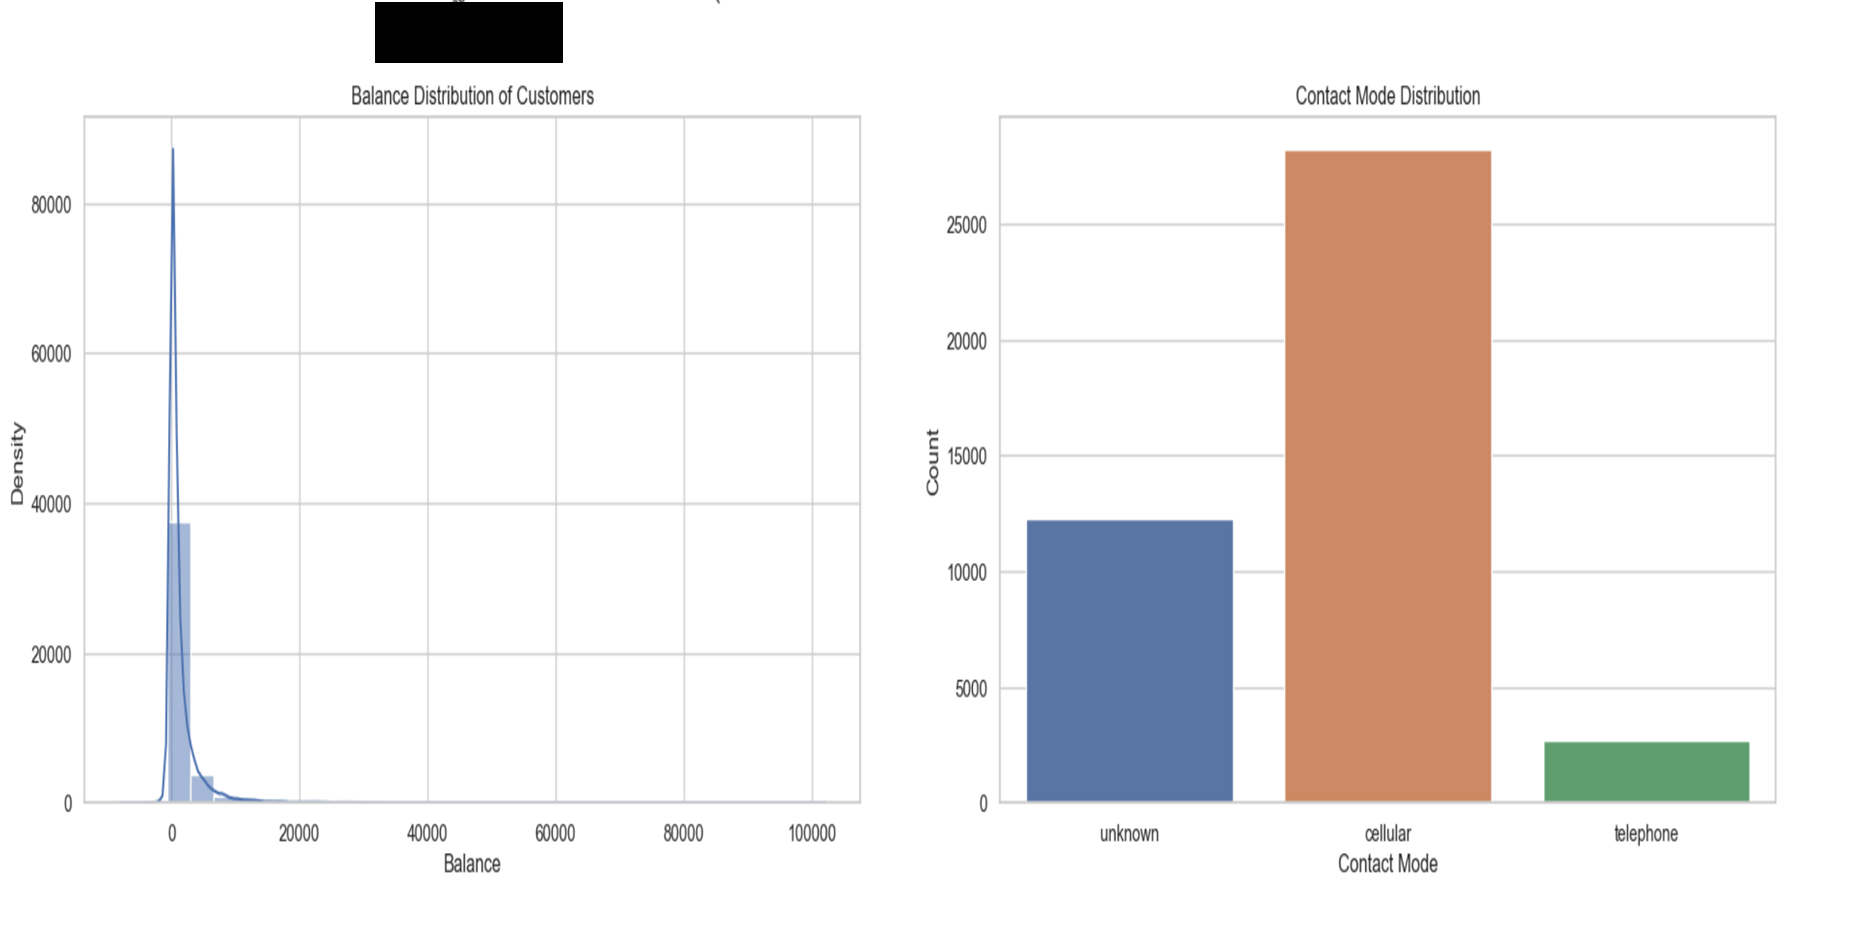 Balance Distribution of Customers
80000
60000
40000
20000
0
Density
0 20000 40000 60000 80000 100000
Balance
Contact Mode Distribution
25000
20000
15000
10000
5000
0
Count
unknown cellular telephone
Contact Mode